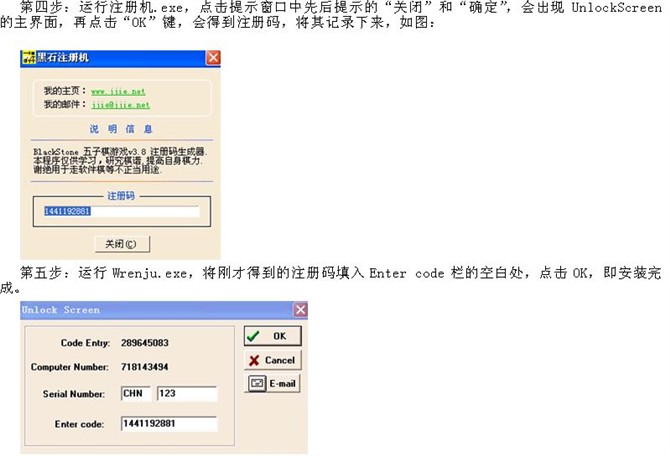 第四步：运行注册机.exe，点击提示窗口中先后提示的“关闭”和“确定”，会出现 UnlockScreen
的主界面，再点击“OK”键，会得到注册码，将其记录下来，如图：
黑石注册机
我的主页：www.jjjie.net
我的邮件：jjie@jjie.net
说 明 信 息
BlackStone 五子棋游戏v3.8 注册码生成器.
本程序仅供学习,研究棋谱,提高自身棋力.
谢绝用于走软件棋等不正当用途.
注册码
1441192881
关闭(C)
第五步：运行 Wrenju.exe，将刚才得到的注册码填入 Enter code 栏的空白处，点击 OK，即安装完
成。
Unlock Screen
Code Entry: 289645083
OK
Computer Number: 718143494
Cancel
Serial Number: CHN 123
E-mail
Enter code: 1441192881